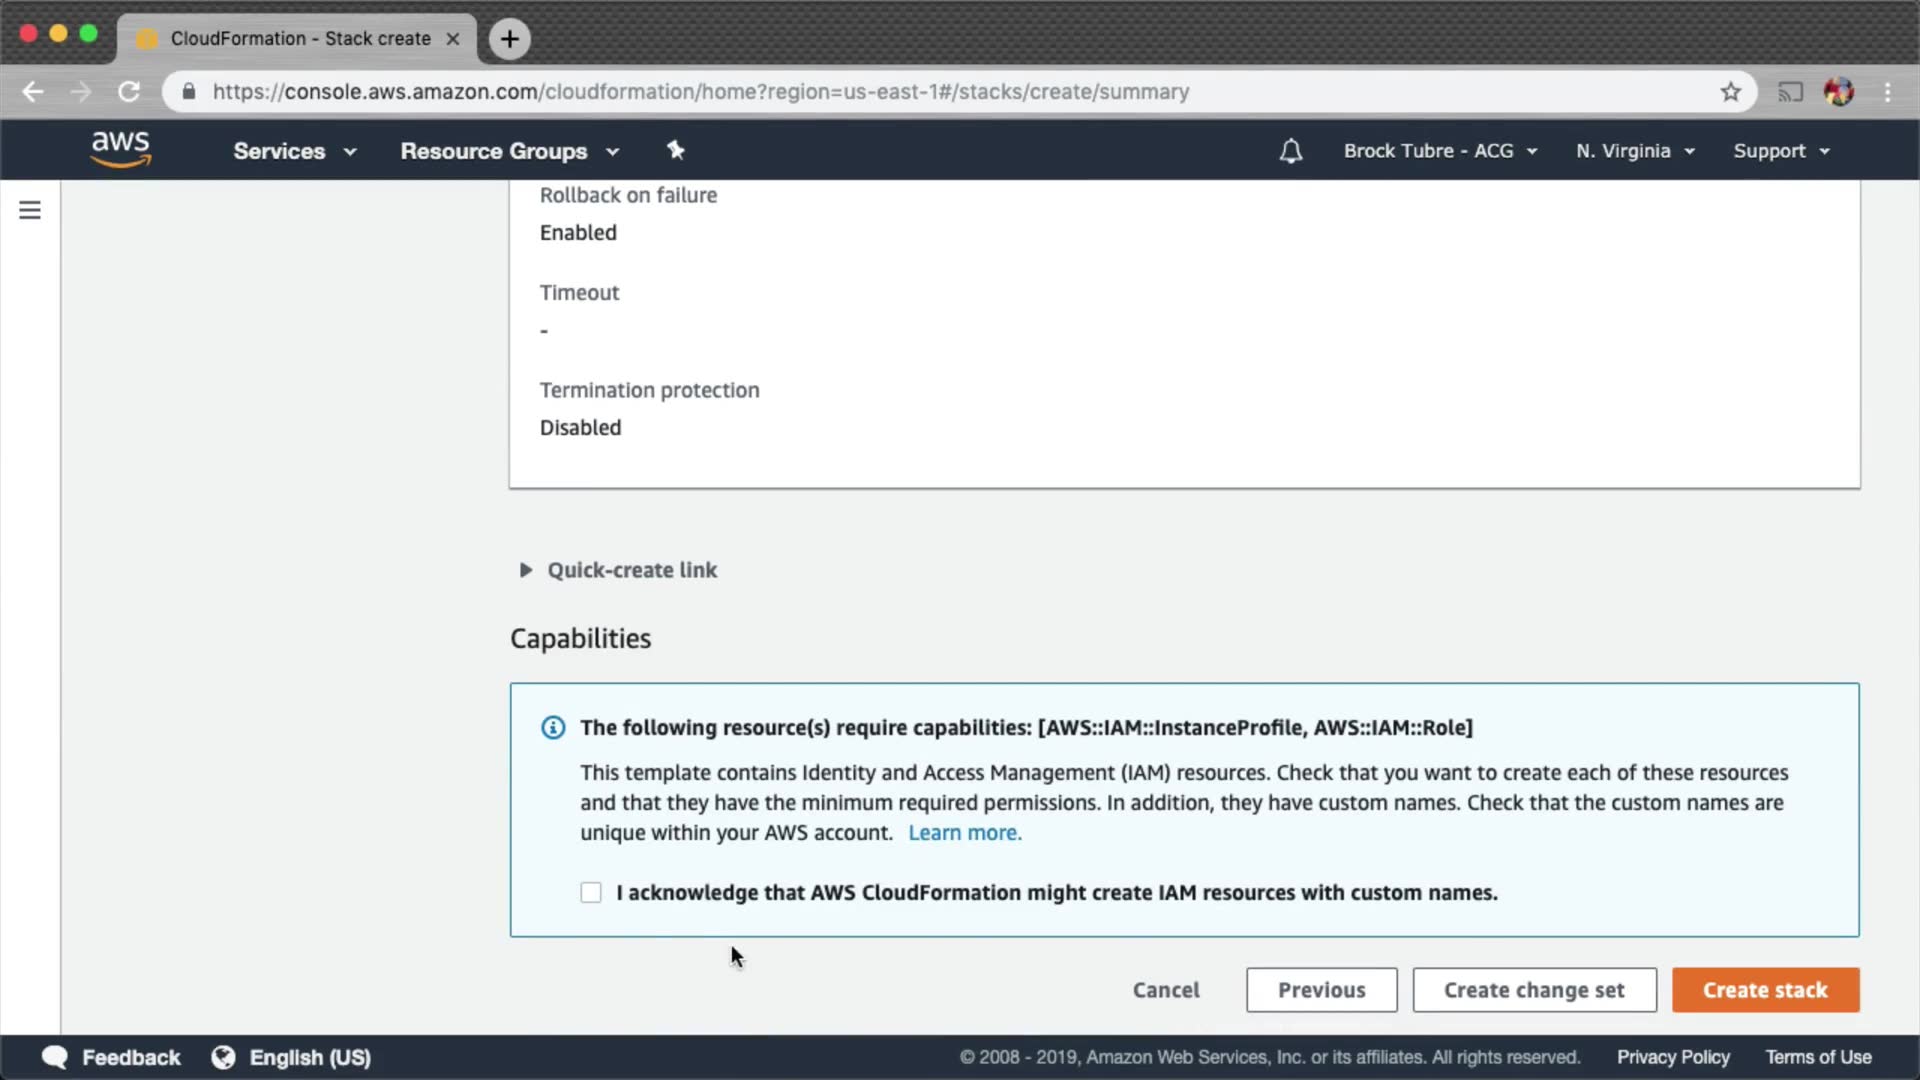 CloudFormation - Stack create
https://console.aws.amazon.com/cloudformation/home?region=us-east-1#/stacks/create/summary
aws
Services
Resource Groups
Brock Tubre - ACG
N. Virginia
Support
Rollback on failure
Enabled
Timeout
-
Termination protection
Disabled
Quick-create link
Capabilities
The following resource(s) require capabilities: [AWS::IAM::InstanceProfile, AWS::IAM::Role]
This template contains Identity and Access Management (IAM) resources. Check that you want to create each of these resources
and that they have the minimum required permissions. In addition, they have custom names. Check that the custom names are
unique within your AWS account. Learn more.
I acknowledge that AWS CloudFormation might create IAM resources with custom names.
Cancel
Previous
Create change set
Create stack
Feedback
English (US)
© 2008 - 2019, Amazon Web Services, Inc. or its affiliates. All rights reserved.
Privacy Policy
Terms of Use